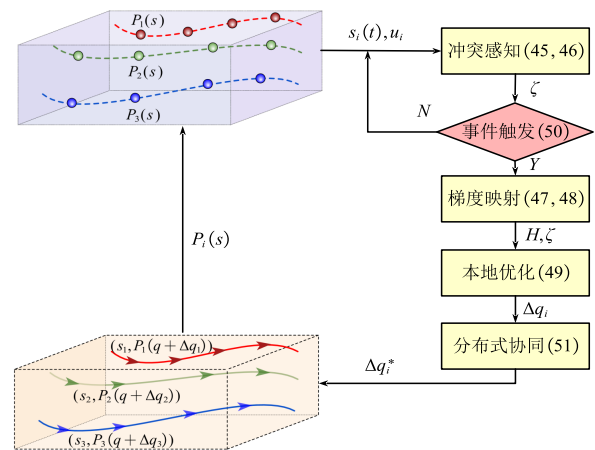 P₁(s)
P₂(s)
P₃(s)
sᵢ(t), uᵢ
冲突感知(45, 46)
ζ
N
事件触发(50)
Y
梯度映射(47, 48)
H,ζ
本地优化(49)
Δqᵢ
分布式协同(51)
Δqᵢ*
Pᵢ(s)
(s₁, P₁(q + Δq₁))
(s₂, P₂(q + Δq₂))
(s₃, P₃(q + Δq₃))